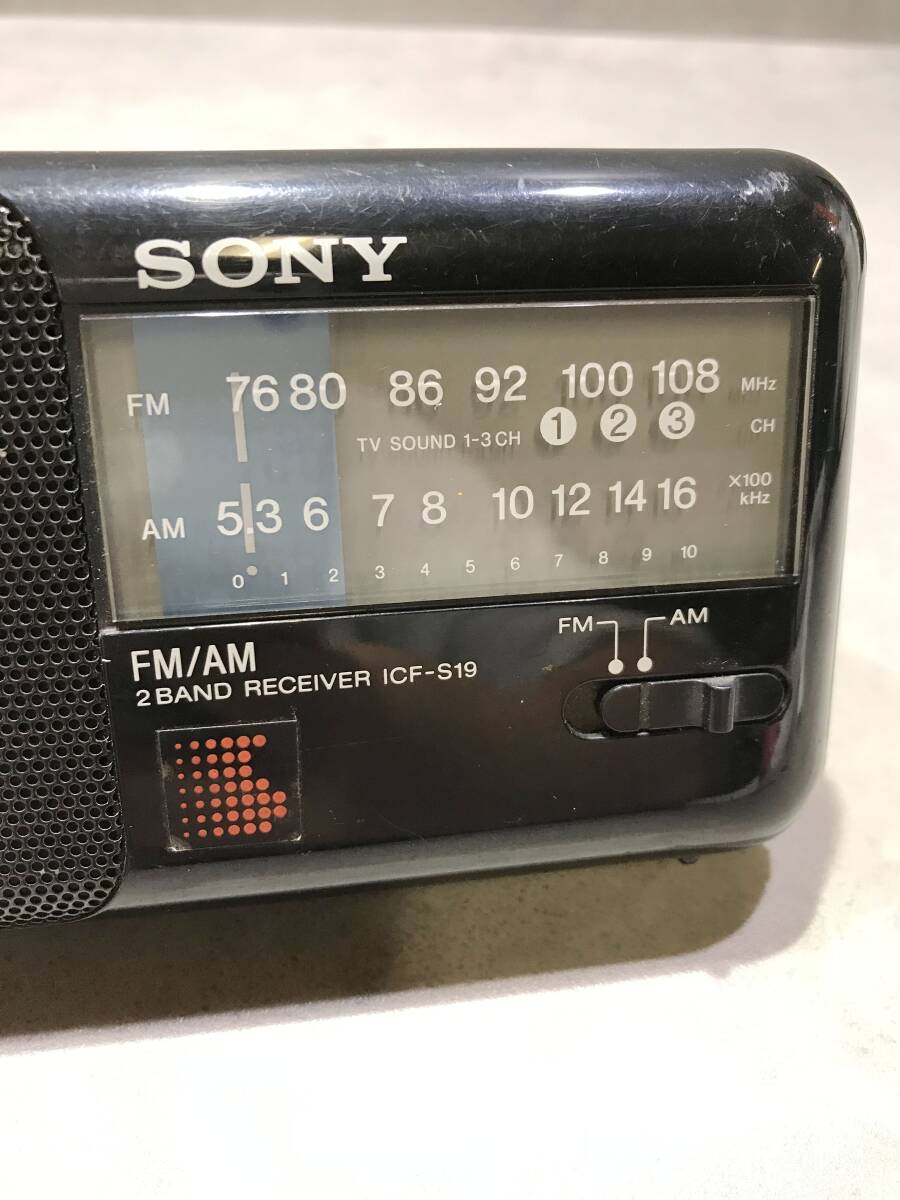 SONY
FM 76 80 86 92 100 108 MHz
TV SOUND 1-3 CH 1 2 3 CH
AM 5.3 6 7 8 10 12 14 16 X100 kHz
0 1 2 3 4 5 6 7 8 9 10
FM AM
FM/AM
2 BAND RECEIVER ICF-S19